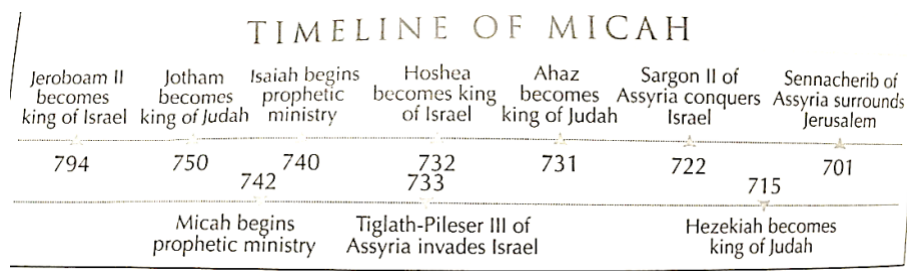 TIMELINE OF MICAH
Jeroboam II
becomes
king of Israel
Jotham
becomes
king of Judah
Isaiah begins
prophetic
ministry
Hoshea
becomes king
of Israel
Ahaz
becomes
king of Judah
Sargon II of
Assyria conquers
Israel
Sennacherib of
Assyria surrounds
Jerusalem
794
750
740
732
731
722
701
742
733
715
Micah begins
prophetic ministry
Tiglath-Pileser III of
Assyria invades Israel
Hezekiah becomes
king of Judah